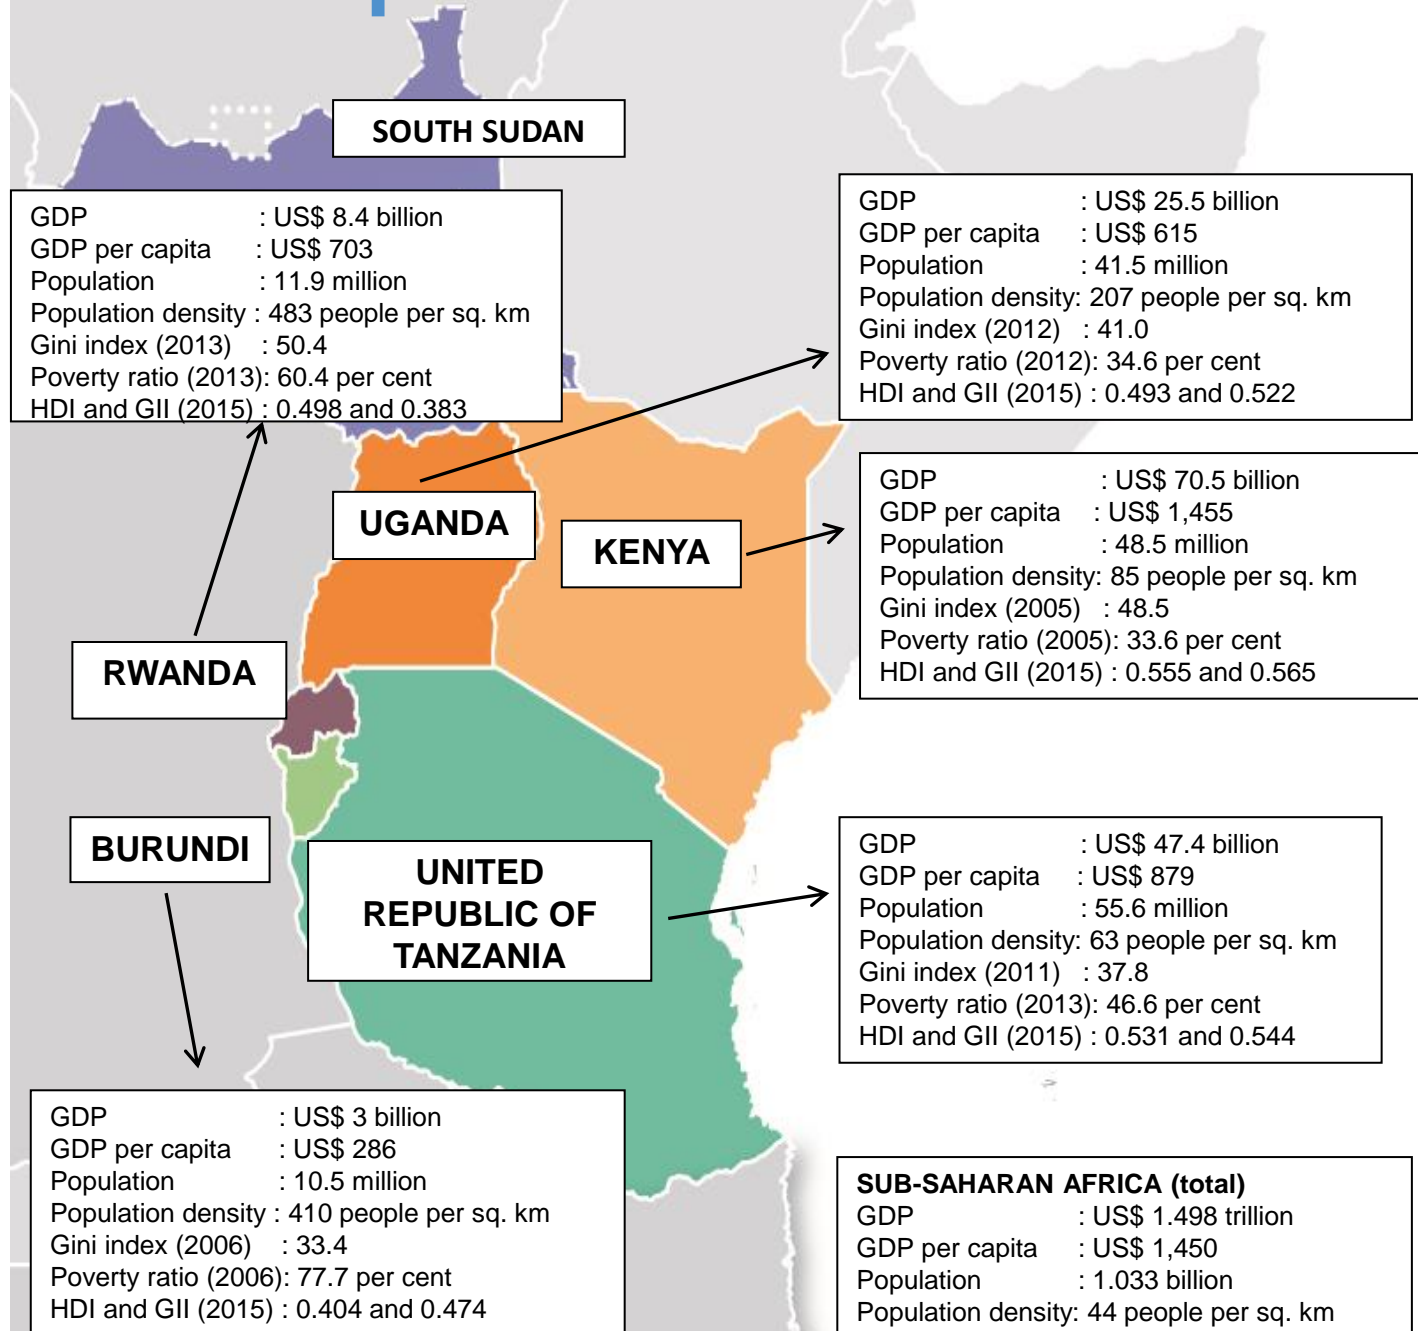 SOUTH SUDAN
GDP : US$ 8.4 billion
GDP per capita : US$ 703
Population : 11.9 million
Population density : 483 people per sq. km
Gini index (2013) : 50.4
Poverty ratio (2013): 60.4 per cent
HDI and GII (2015) : 0.498 and 0.383
GDP : US$ 25.5 billion
GDP per capita : US$ 615
Population : 41.5 million
Population density: 207 people per sq. km
Gini index (2012) : 41.0
Poverty ratio (2012): 34.6 per cent
HDI and GII (2015) : 0.493 and 0.522
UGANDA
KENYA
GDP : US$ 70.5 billion
GDP per capita : US$ 1,455
Population : 48.5 million
Population density: 85 people per sq. km
Gini index (2005) : 48.5
Poverty ratio (2005): 33.6 per cent
HDI and GII (2015) : 0.555 and 0.565
RWANDA
BURUNDI
UNITED
REPUBLIC OF
TANZANIA
GDP : US$ 47.4 billion
GDP per capita : US$ 879
Population : 55.6 million
Population density: 63 people per sq. km
Gini index (2011) : 37.8
Poverty ratio (2013): 46.6 per cent
HDI and GII (2015) : 0.531 and 0.544
GDP : US$ 3 billion
GDP per capita : US$ 286
Population : 10.5 million
Population density : 410 people per sq. km
Gini index (2006) : 33.4
Poverty ratio (2006): 77.7 per cent
HDI and GII (2015) : 0.404 and 0.474
SUB-SAHARAN AFRICA (total)
GDP : US$ 1.498 trillion
GDP per capita : US$ 1,450
Population : 1.033 billion
Population density: 44 people per sq. km